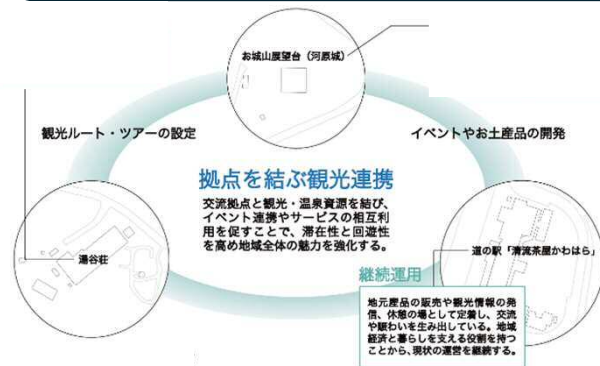 お城山展望台（河原城）
観光ルート・ツアーの設定
イベントやお土産品の開発
拠点を結ぶ観光連携
交流拠点と観光・温泉資源を結び、
イベント連携やサービスの相互利
用を促すことで、滞在性と回遊性
を高め地域全体の魅力を強化する。
湯谷荘
道の駅「清流茶屋かわはら」
継続運用
地元産品の販売や観光情報の発
信、休憩の場として定着し、交流
や賑わいを生み出している。地域
経済と暮らしを支える役割を持つ
ことから、現状の運営を継続する。